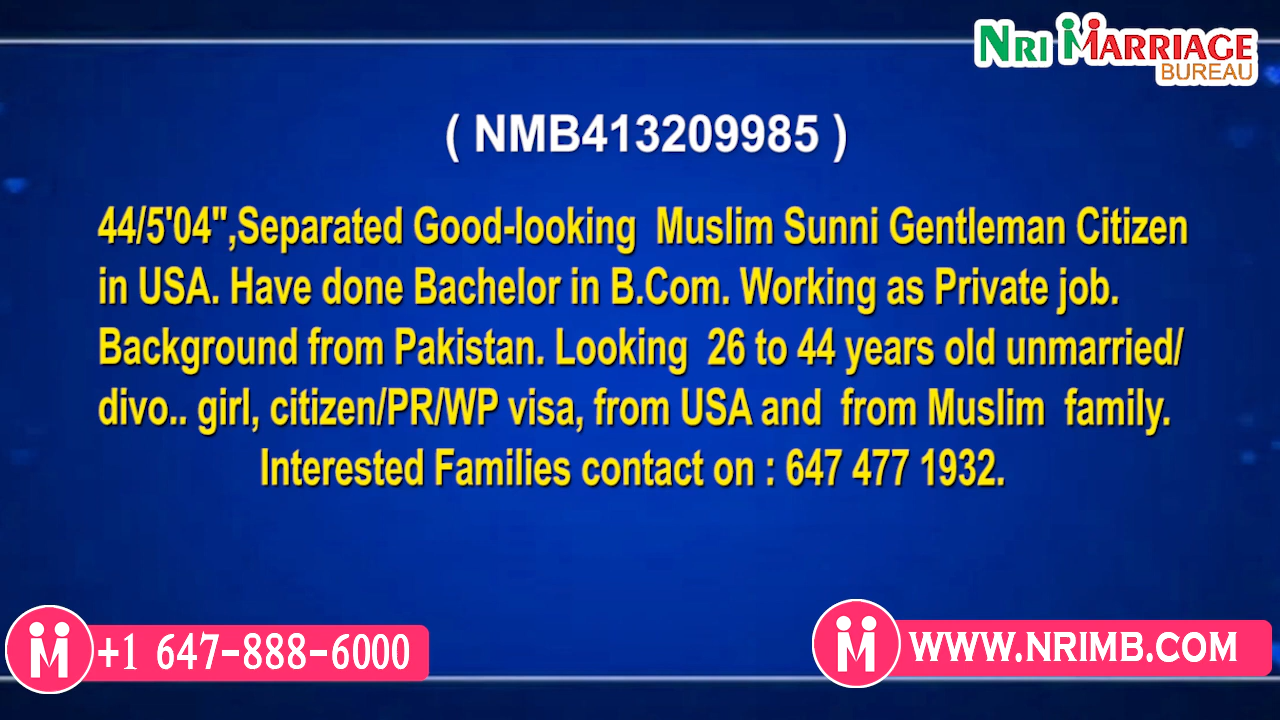 NRI MARRIAGE
BUREAU
( NMB413209985 )
44/5'04",Separated Good-looking Muslim Sunni Gentleman Citizen
in USA. Have done Bachelor in B.Com. Working as Private job.
Background from Pakistan. Looking 26 to 44 years old unmarried/
divo.. girl, citizen/PR/WP visa, from USA and from Muslim family.
Interested Families contact on : 647 477 1932.
+1 647-888-6000
WWW.NRIMB.COM